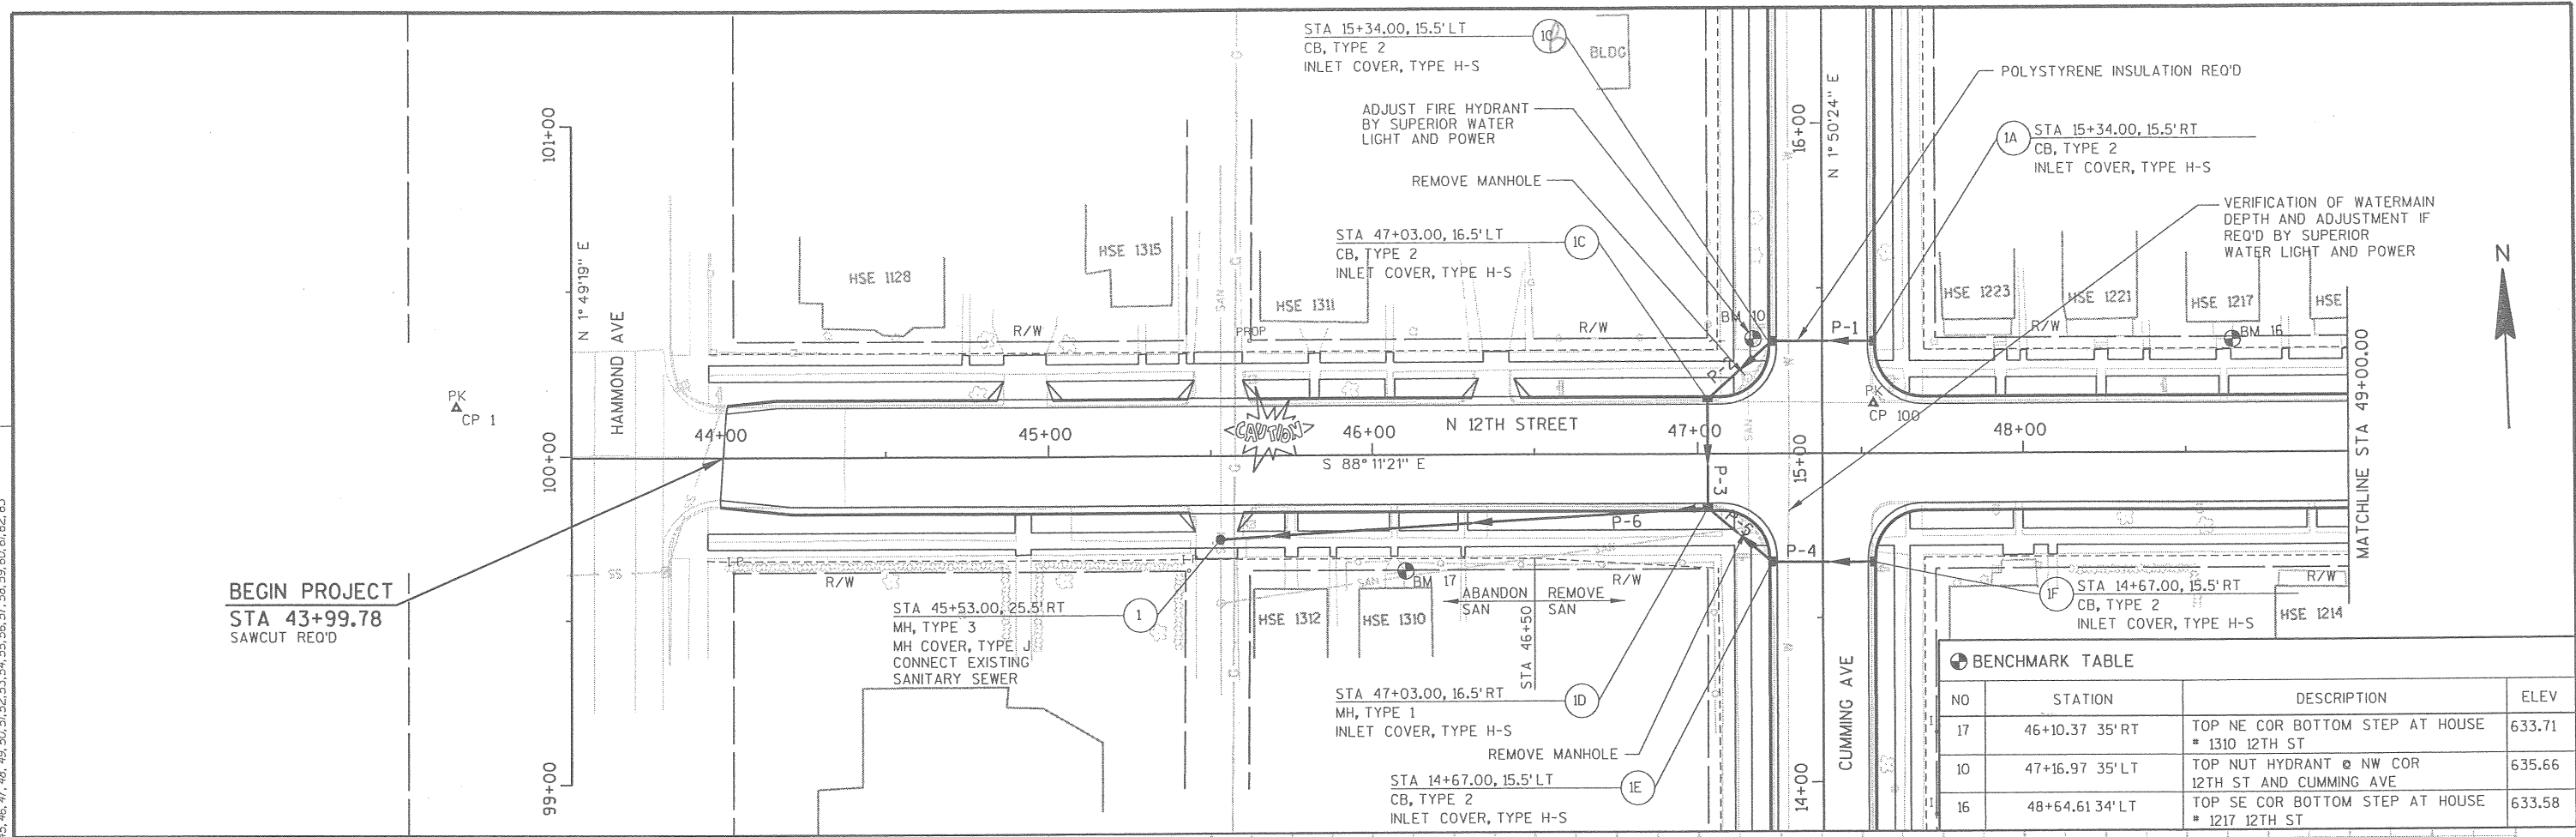 STA 15+34.00, 15.5' LT
CB, TYPE 2
INLET COVER, TYPE H-S
BLDG
ADJUST FIRE HYDRANT
BY SUPERIOR WATER
LIGHT AND POWER
REMOVE MANHOLE
STA 47+03.00, 16.5' LT
CB, TYPE 2
INLET COVER, TYPE H-S
1C
POLYSTYRENE INSULATION REQ'D
1A
STA 15+34.00, 15.5' RT
CB, TYPE 2
INLET COVER, TYPE H-S
VERIFICATION OF WATERMAIN
DEPTH AND ADJUSTMENT IF
REQ'D BY SUPERIOR
WATER LIGHT AND POWER
N
101+00
N 1° 49'19" E
HAMMOND AVE
100+00
99+00
16+00
N 1° 50'24" E
15+00
14+00
CUMMING AVE
HSE 1128
HSE 1315
HSE 1311
HSE 1223
HSE 1221
HSE 1217
HSE
R/W
PROP
R/W
BM 10
P-1
R/W
BM 16
PK
CP 1
SAN
G
P-2
PK
CP 100
44+00
45+00
CAUTION
46+00
N 12TH STREET
47+00
48+00
S 88° 11'21" E
SAN
W
P-3
MATCHLINE STA 49+00.00
P-6
P-5
P-4
SS
SS
BEGIN PROJECT
STA 43+99.78
SAWCUT REQ'D
R/W
SAN
BM 17
R/W
R/W
STA 45+53.00, 25.5' RT
MH, TYPE 3
MH COVER, TYPE J
CONNECT EXISTING
SANITARY SEWER
1
HSE 1312
HSE 1310
ABANDON
SAN
REMOVE
SAN
STA 46+50
STA 47+03.00, 16.5' RT
MH, TYPE 1
INLET COVER, TYPE H-S
1D
REMOVE MANHOLE
STA 14+67.00, 15.5' LT
CB, TYPE 2
INLET COVER, TYPE H-S
1E
1F
STA 14+67.00, 15.5' RT
CB, TYPE 2
INLET COVER, TYPE H-S
HSE 1214
BENCHMARK TABLE
NO STATION DESCRIPTION ELEV
17 46+10.37 35' RT TOP NE COR BOTTOM STEP AT HOUSE 633.71
# 1310 12TH ST
10 47+16.97 35' LT TOP NUT HYDRANT @ NW COR 635.66
12TH ST AND CUMMING AVE
16 48+64.61 34' LT TOP SE COR BOTTOM STEP AT HOUSE 633.58
# 1217 12TH ST